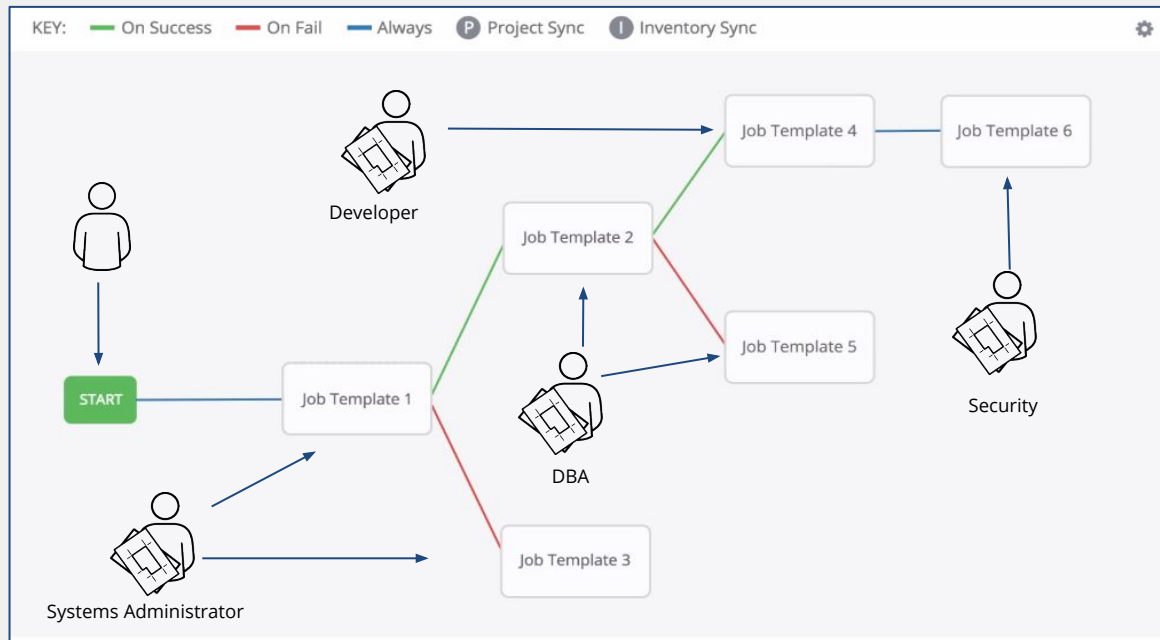 KEY: On Success On Fail Always P Project Sync I Inventory Sync
Job Template 4
Job Template 6
Developer
Job Template 2
Job Template 5
START
Job Template 1
Security
DBA
Job Template 3
Systems Administrator